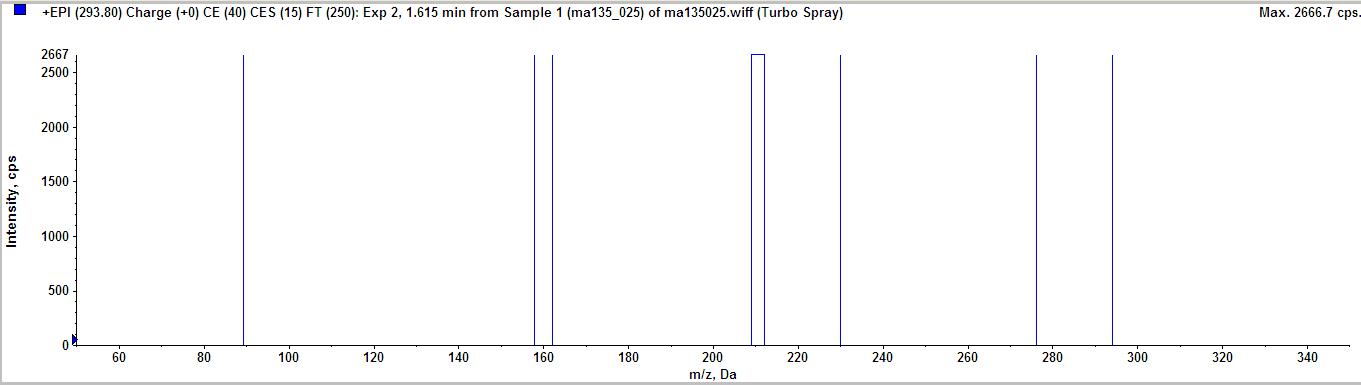 +EPI (293.80) Charge (+0) CE (40) CES (15) FT (250): Exp 2, 1.615 min from Sample 1 (ma135_025) of ma135025.wiff (Turbo Spray)
Max. 2666.7 cps.
2667
2500
2000
1500
1000
500
0
Intensity, cps
60 80 100 120 140 160 180 200 220 240 260 280 300 320 340
m/z, Da